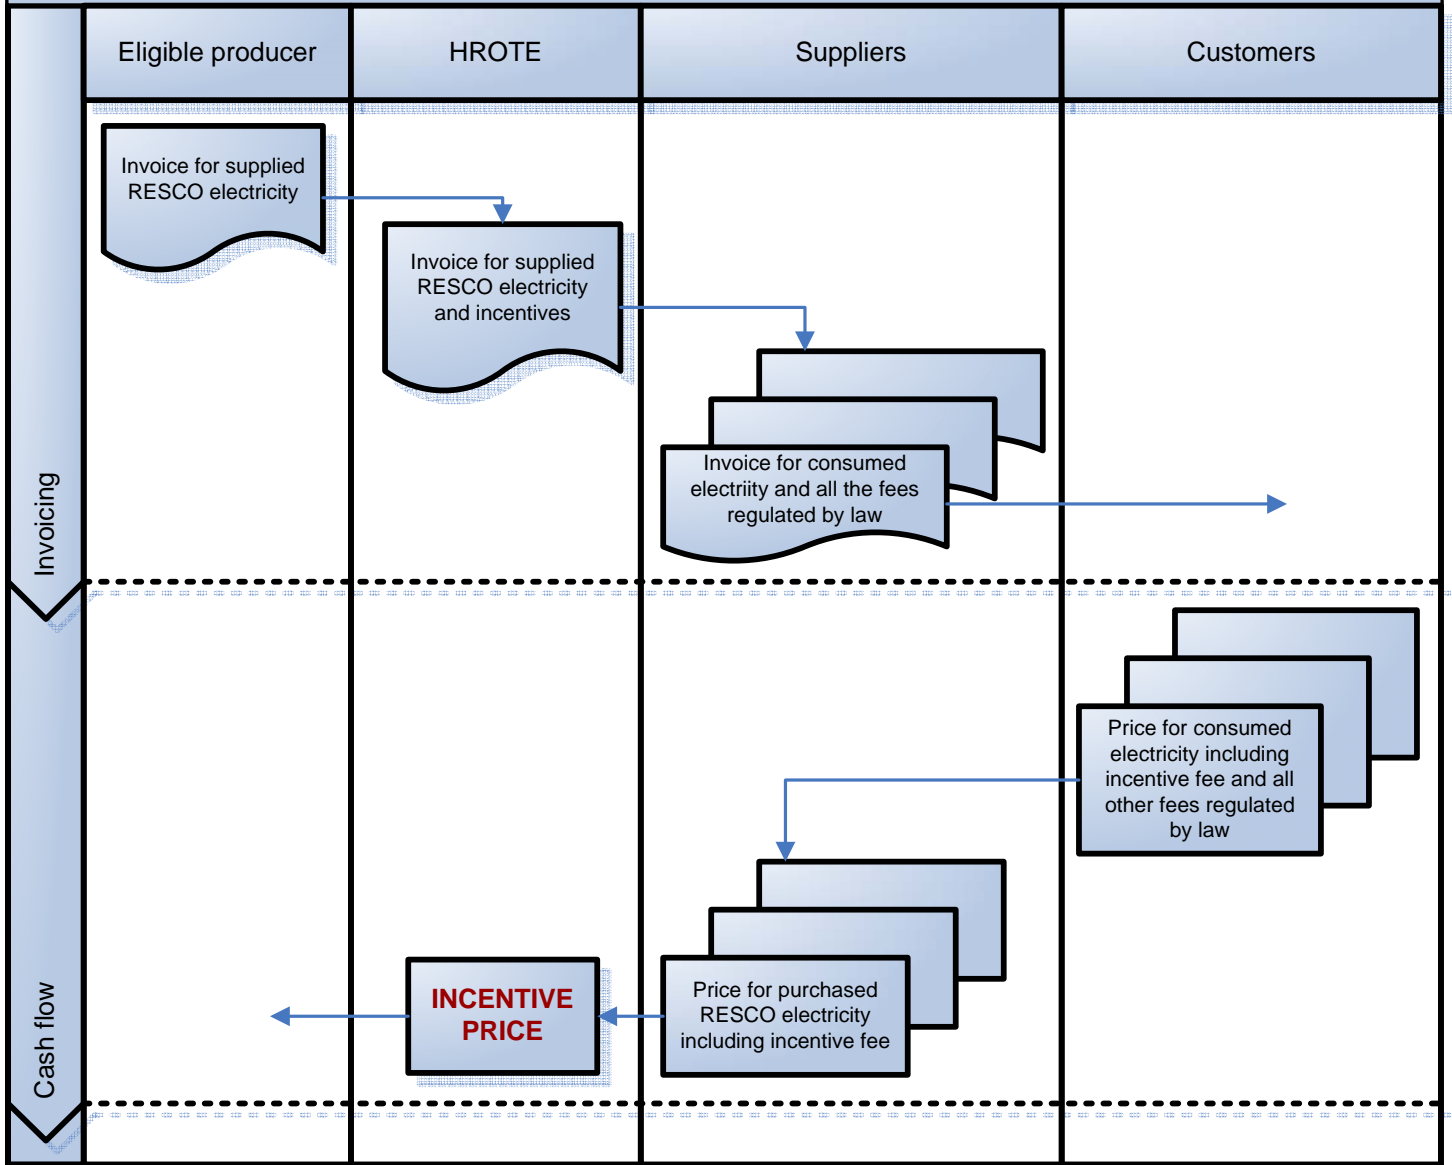 Eligible producer
HROTE
Suppliers
Customers
Invoicing
Invoice for supplied
RESCO electricity
Invoice for supplied
RESCO electricity
and incentives
Invoice for consumed
electriity and all the fees
regulated by law
Cash flow
Price for consumed
electricity including
incentive fee and all
other fees regulated
by law
Price for purchased
RESCO electricity
including incentive fee
INCENTIVE
PRICE